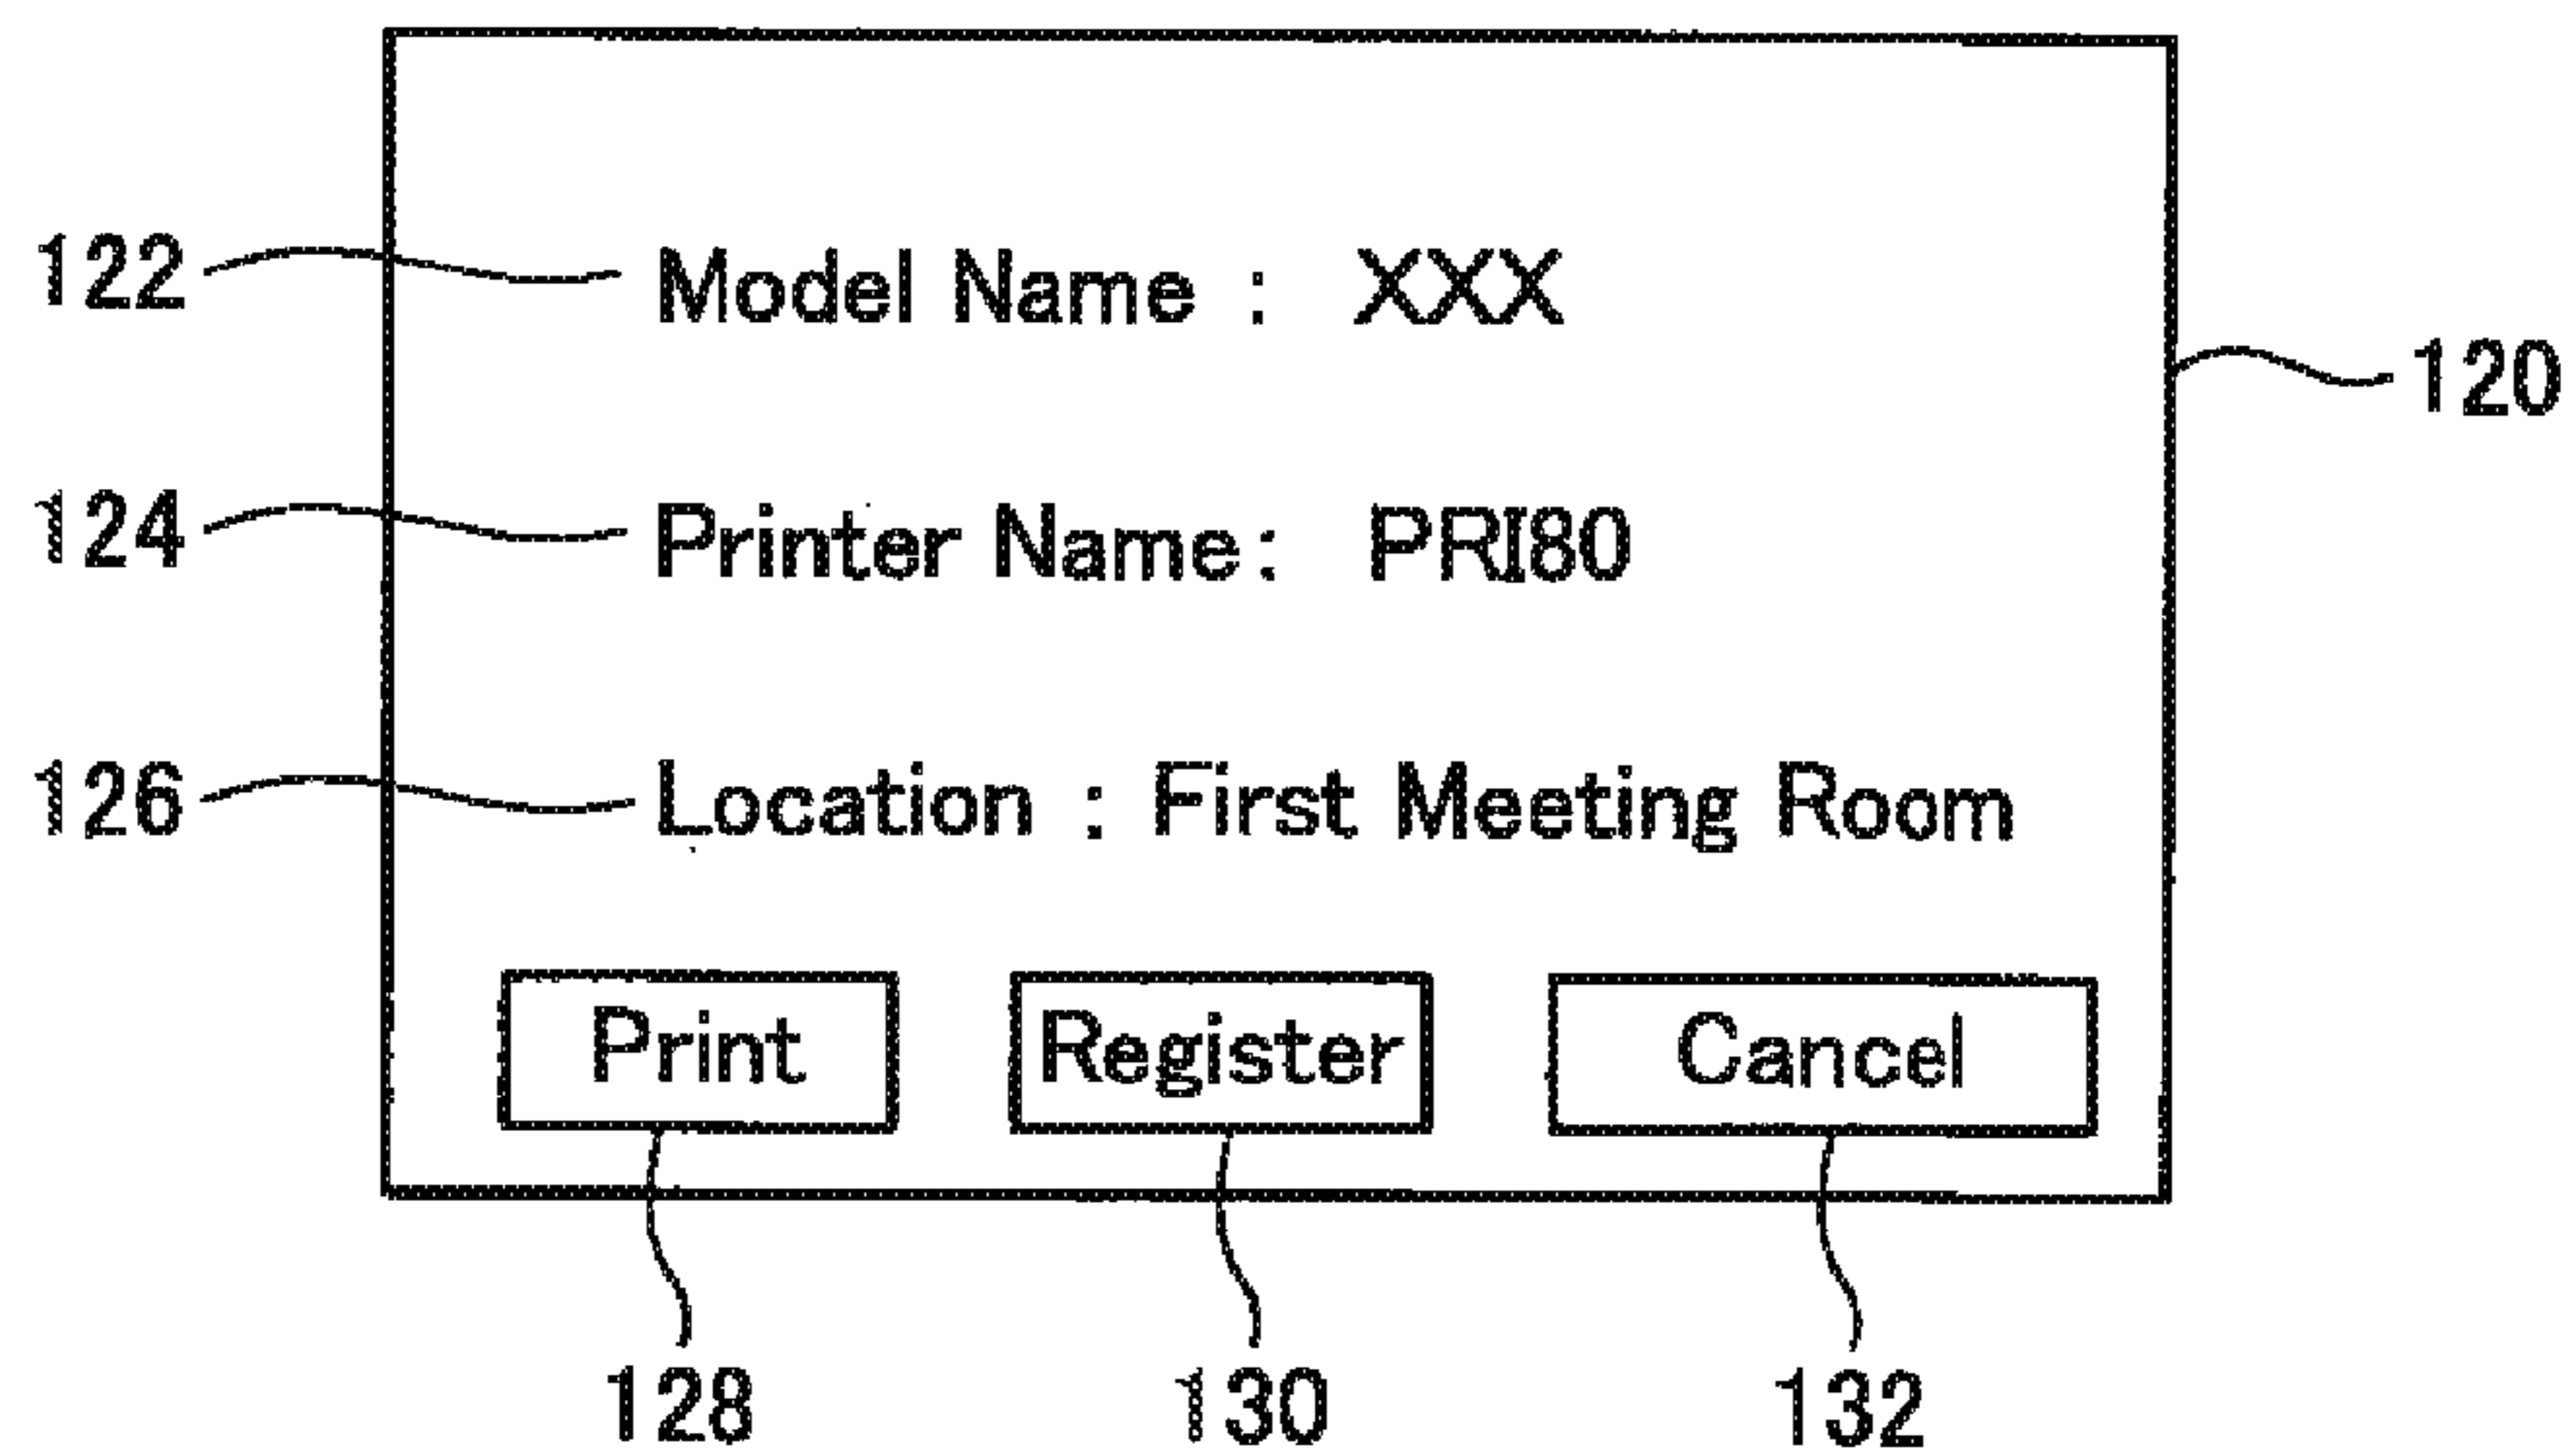 122 Model Name : XXX
120
124 Printer Name : PRI80
126 Location : First Meeting Room
Print Register Cancel
128 130 132